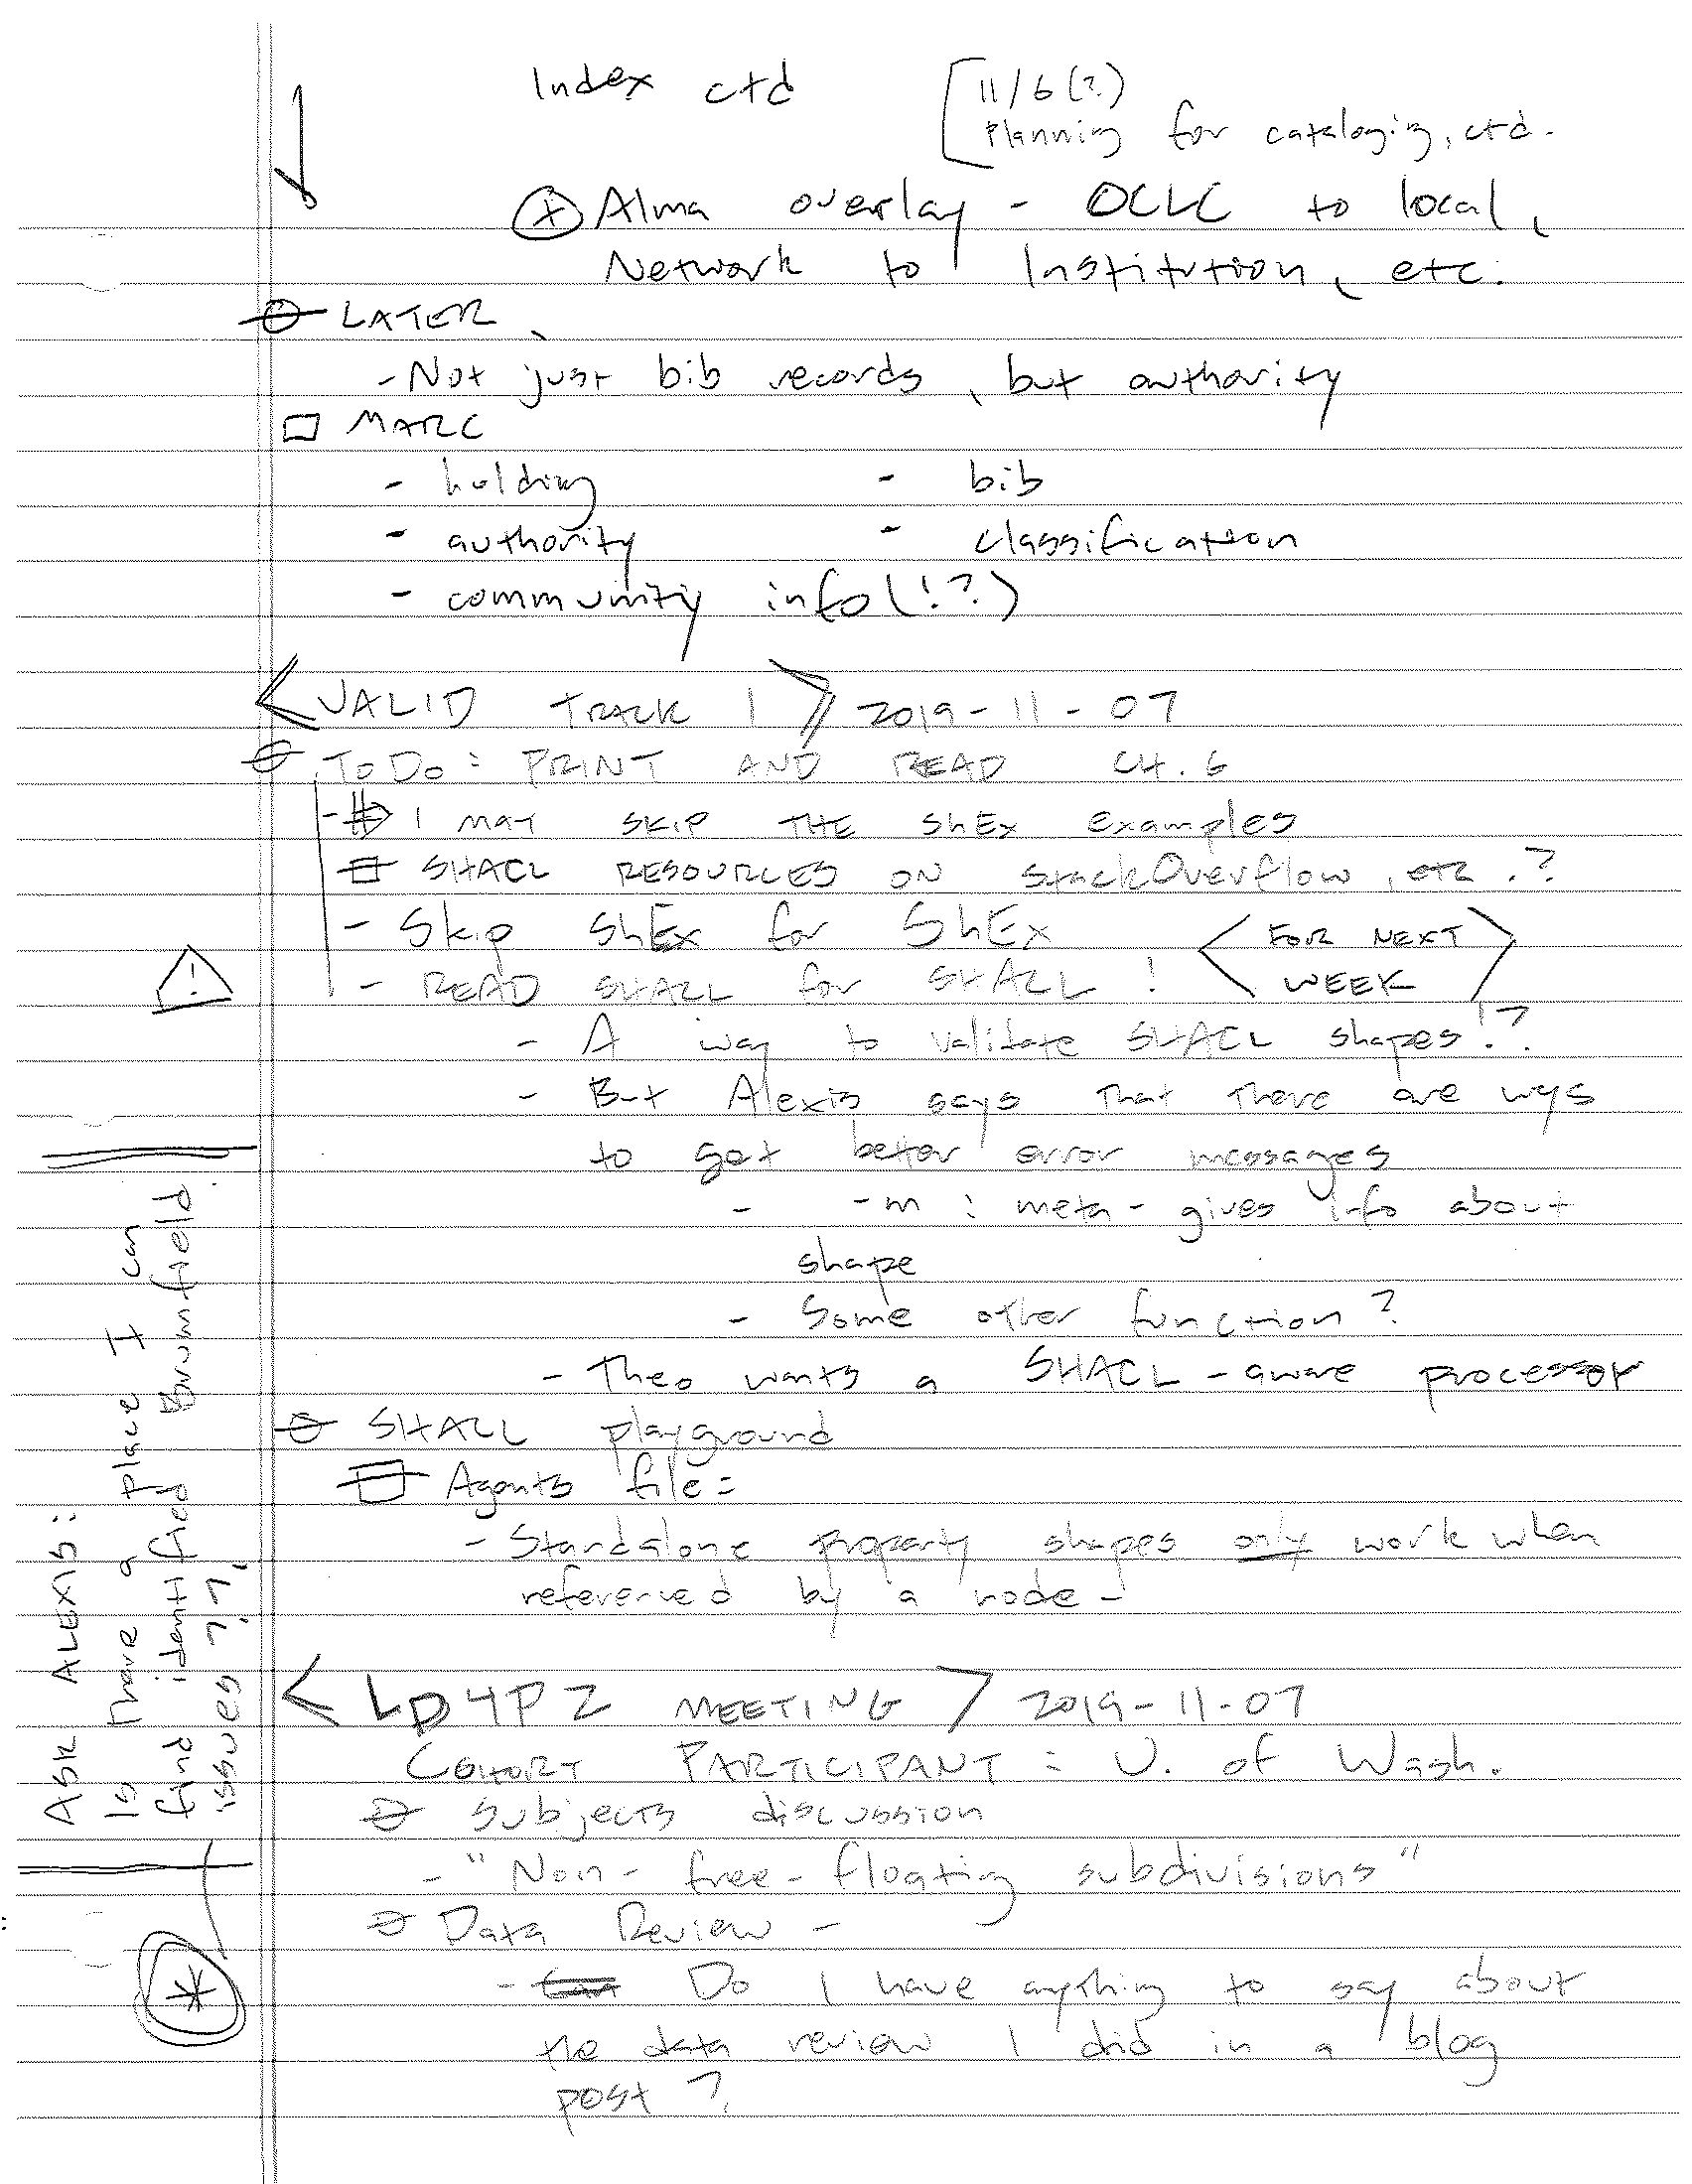 Index ctd
[11/6(?)
Planning for cataloging, ctd.
+ Alma overlay - OCLC to local,
Network to Institution, etc.
LATER
- Not just bib records, but authority
MARC
- holding - bib
- authority - classification
- community info(!?)
<VALID TRACK 1> 2019-11-07
ToDo: PRINT AND READ CH. 6
- I MAY SKIP THE ShEx examples
SHACL RESOURCES ON StackOverflow, etc.?
- Skip ShEx for ShEx
<FOR NEXT
WEEK>
!
- READ SHACL for SHACL!
- A way to validate SHACL shapes!?
- But Alexis says that there are wys
to get better error messages
- -m : meta - gives info about
shape
- Some other function?
- Theo wants a SHACL-aware processor
SHACL playground
Agents file:
- Standalone property shapes only work when
referenced by a node -
ASK ALEXIS:
Is there a place I can
find identified Brumfield
issues??
<LD4P2 MEETING> 2019-11-07
COHORT PARTICIPANT: U. of Wash.
Subjects discussion
- "Non-free-floating subdivisions"
Data Review -
- Do I have anything to say about
the data review I did in a blog
post?
*